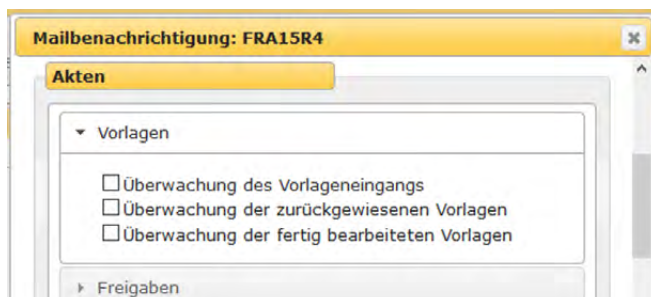 Mailbenachrichtigung: FRA15R4
Akten
Vorlagen
Überwachung des Vorlageneingangs
Überwachung der zurückgewiesenen Vorlagen
Überwachung der fertig bearbeiteten Vorlagen
Freigaben